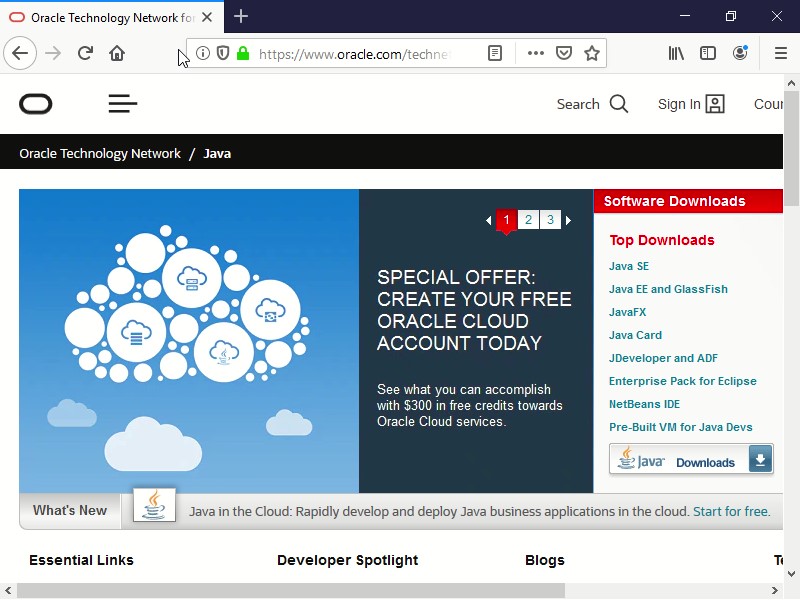 Oracle Technology Network for
https://www.oracle.com/technet
Search
Sign In
Coun
Oracle Technology Network / Java
1 2 3
SPECIAL OFFER:
CREATE YOUR FREE
ORACLE CLOUD
ACCOUNT TODAY
See what you can accomplish
with $300 in free credits towards
Oracle Cloud services.
Software Downloads
Top Downloads
Java SE
Java EE and GlassFish
JavaFX
Java Card
JDeveloper and ADF
Enterprise Pack for Eclipse
NetBeans IDE
Pre-Built VM for Java Devs
Java Downloads
What's New
Java in the Cloud: Rapidly develop and deploy Java business applications in the cloud. Start for free.
Essential Links
Developer Spotlight
Blogs